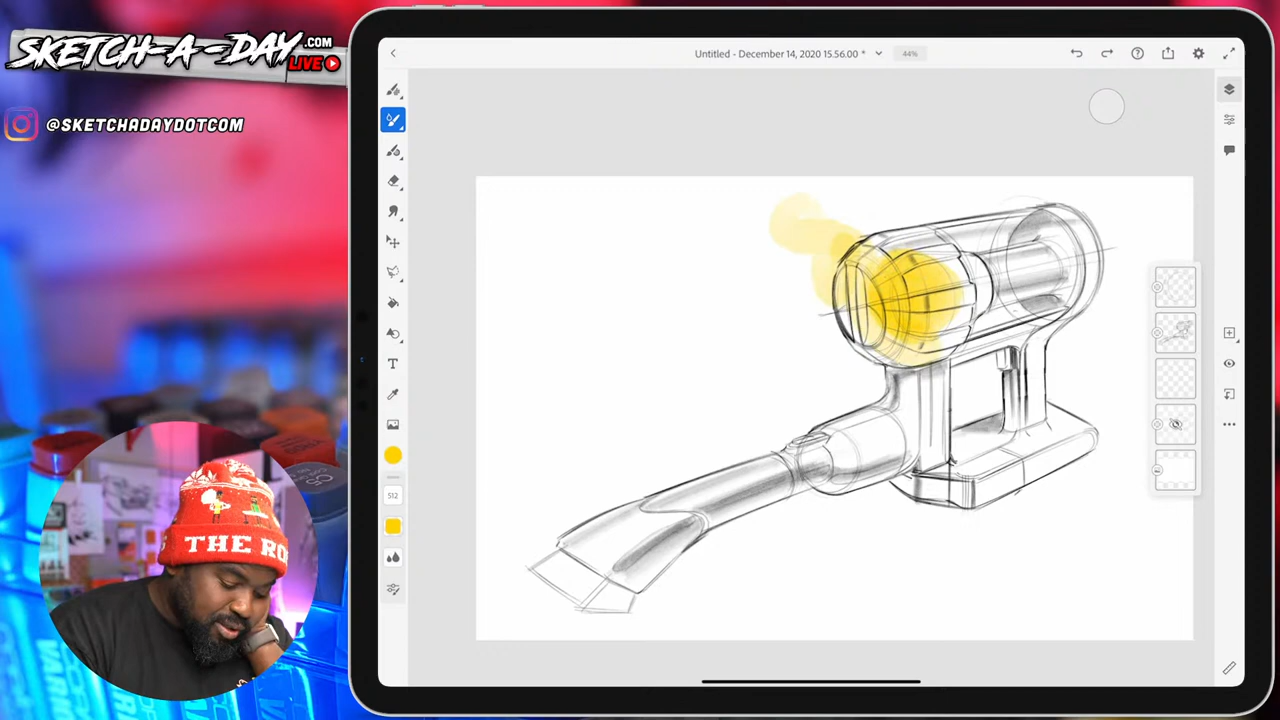 SKETCH-A-DAY.COM
LIVE
@SKETCHADAYDOTCOM
Untitled - December 14, 2020 15.56.00 *
44%
T
512
THE RO